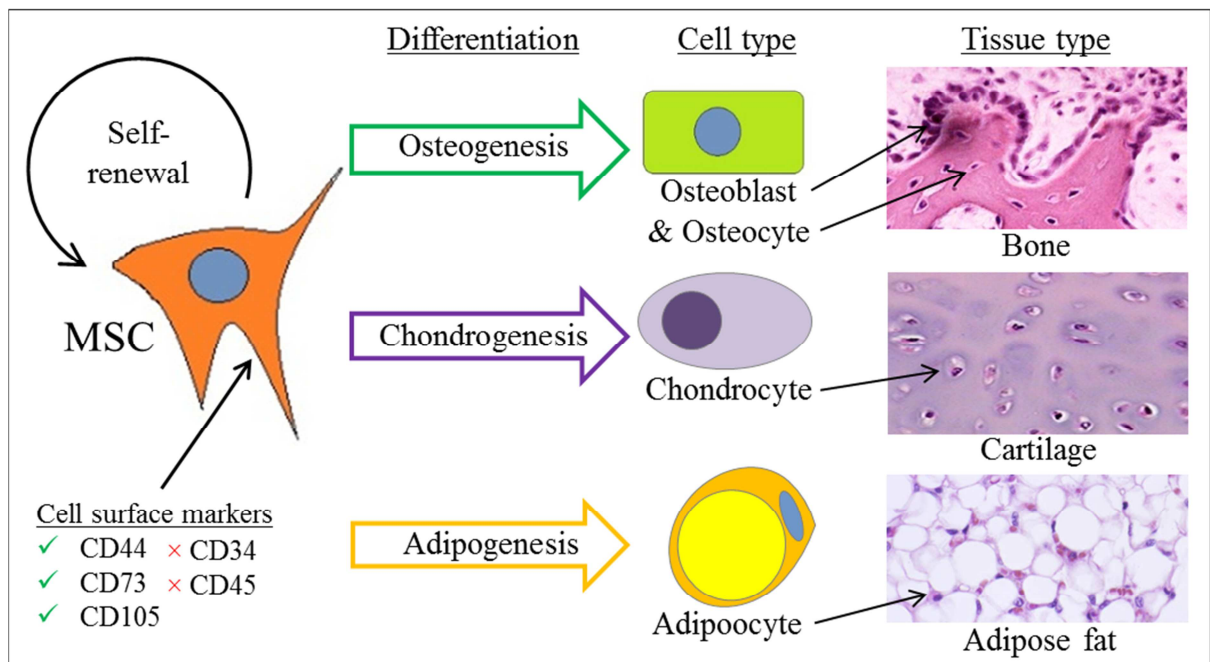 Differentiation
Cell type
Tissue type
Self-
renewal
MSC
Cell surface markers
✓ CD44 × CD34
✓ CD73 × CD45
✓ CD105
Osteogenesis
Osteoblast
& Osteocyte
Bone
Chondrogenesis
Chondrocyte
Cartilage
Adipogenesis
Adipoocyte
Adipose fat